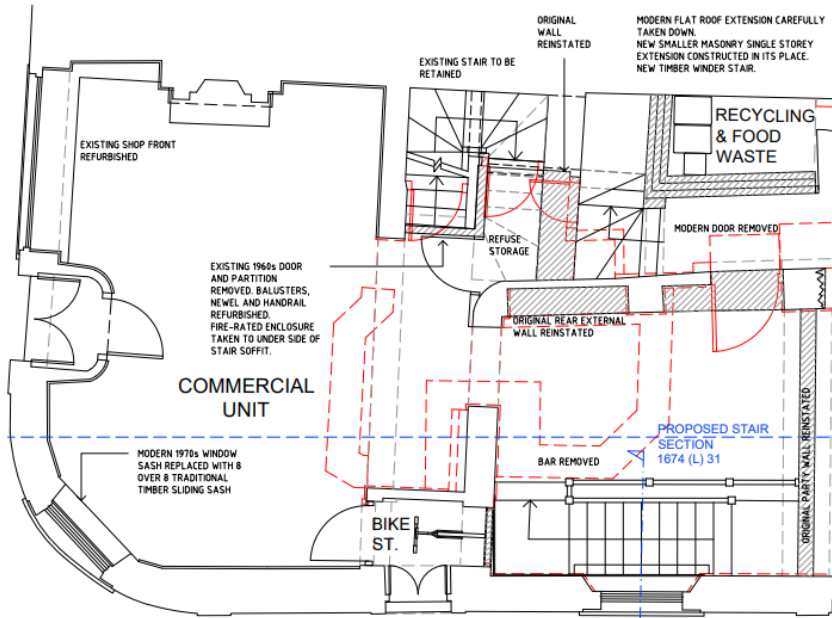 ORIGINAL
WALL
REINSTATED
MODERN FLAT ROOF EXTENSION CAREFULLY
TAKEN DOWN.
NEW SMALLER MASONRY SINGLE STOREY
EXTENSION CONSTRUCTED IN ITS PLACE.
NEW TIMBER WINDER STAIR.
EXISTING STAIR TO BE
RETAINED
RECYCLING
& FOOD
WASTE
EXISTING SHOP FRONT
REFURBISHED
MODERN DOOR REMOVED
REFUSE
STORAGE
EXISTING 1960s DOOR
AND PARTITION
REMOVED. BALUSTERS,
NEWEL AND HANDRAIL
REFURBISHED.
FIRE-RATED ENCLOSURE
TAKEN TO UNDER SIDE OF
STAIR SOFFIT.
ORIGINAL REAR EXTERNAL
WALL REINSTATED
COMMERCIAL
UNIT
PROPOSED STAIR
SECTION
1674 (L) 31
ORIGINAL PARTY WALL REINSTATED
MODERN 1970s WINDOW
SASH REPLACED WITH 8
OVER 8 TRADITIONAL
TIMBER SLIDING SASH
BAR REMOVED
BIKE
ST.